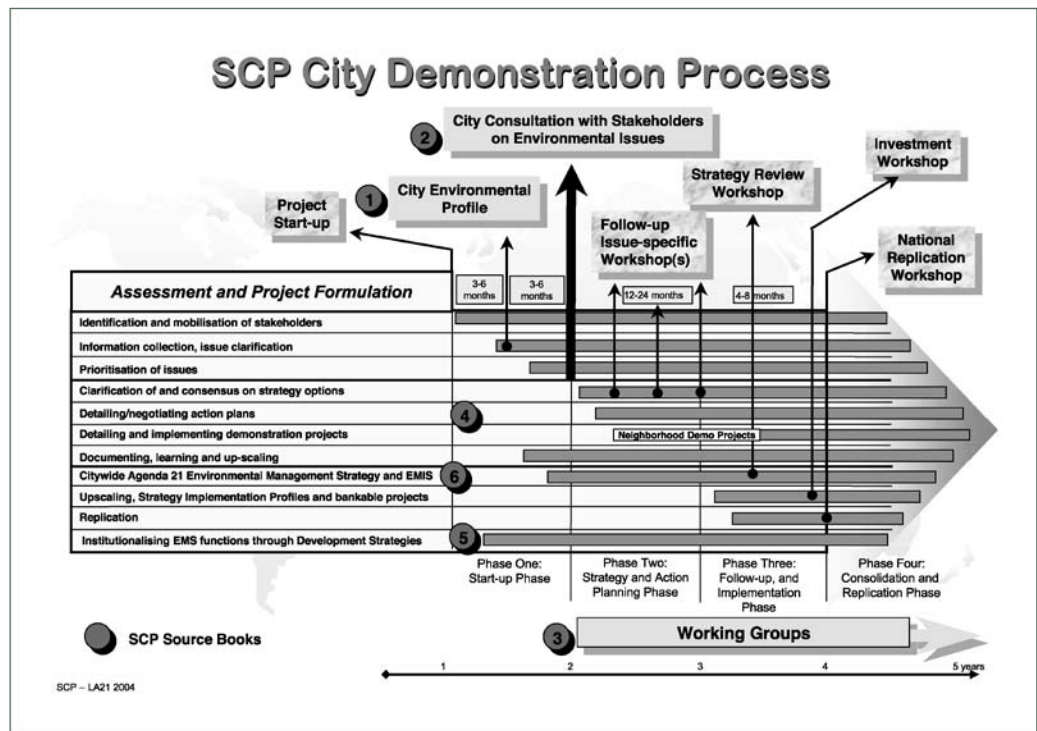 SCP City Demonstration Process
2
City Consultation with Stakeholders
on Environmental Issues
Investment
Workshop
Strategy Review
Workshop
1
City Environmental
Profile
Project
Start-up
Follow-up
Issue-specific
Workshop(s)
National
Replication
Workshop
Assessment and Project Formulation
3-6
months
3-6
months
12-24 months
4-8 months
Identification and mobilisation of stakeholders
Information collection, issue clarification
Prioritisation of issues
Clarification of and consensus on strategy options
Detailing/negotiating action plans
4
Detailing and implementing demonstration projects
Neighborhood Demo Projects
Documenting, learning and up-scaling
Citywide Agenda 21 Environmental Management Strategy and EMIS
6
Upscaling, Strategy Implementation Profiles and bankable projects
Replication
Institutionalising EMS functions through Development Strategies
5
Phase One:
Start-up Phase
Phase Two:
Strategy and Action
Planning Phase
Phase Three:
Follow-up, and
Implementation
Phase
Phase Four:
Consolidation and
Replication Phase
SCP Source Books
3
Working Groups
1 2 3 4 5 years
SCP – LA21 2004